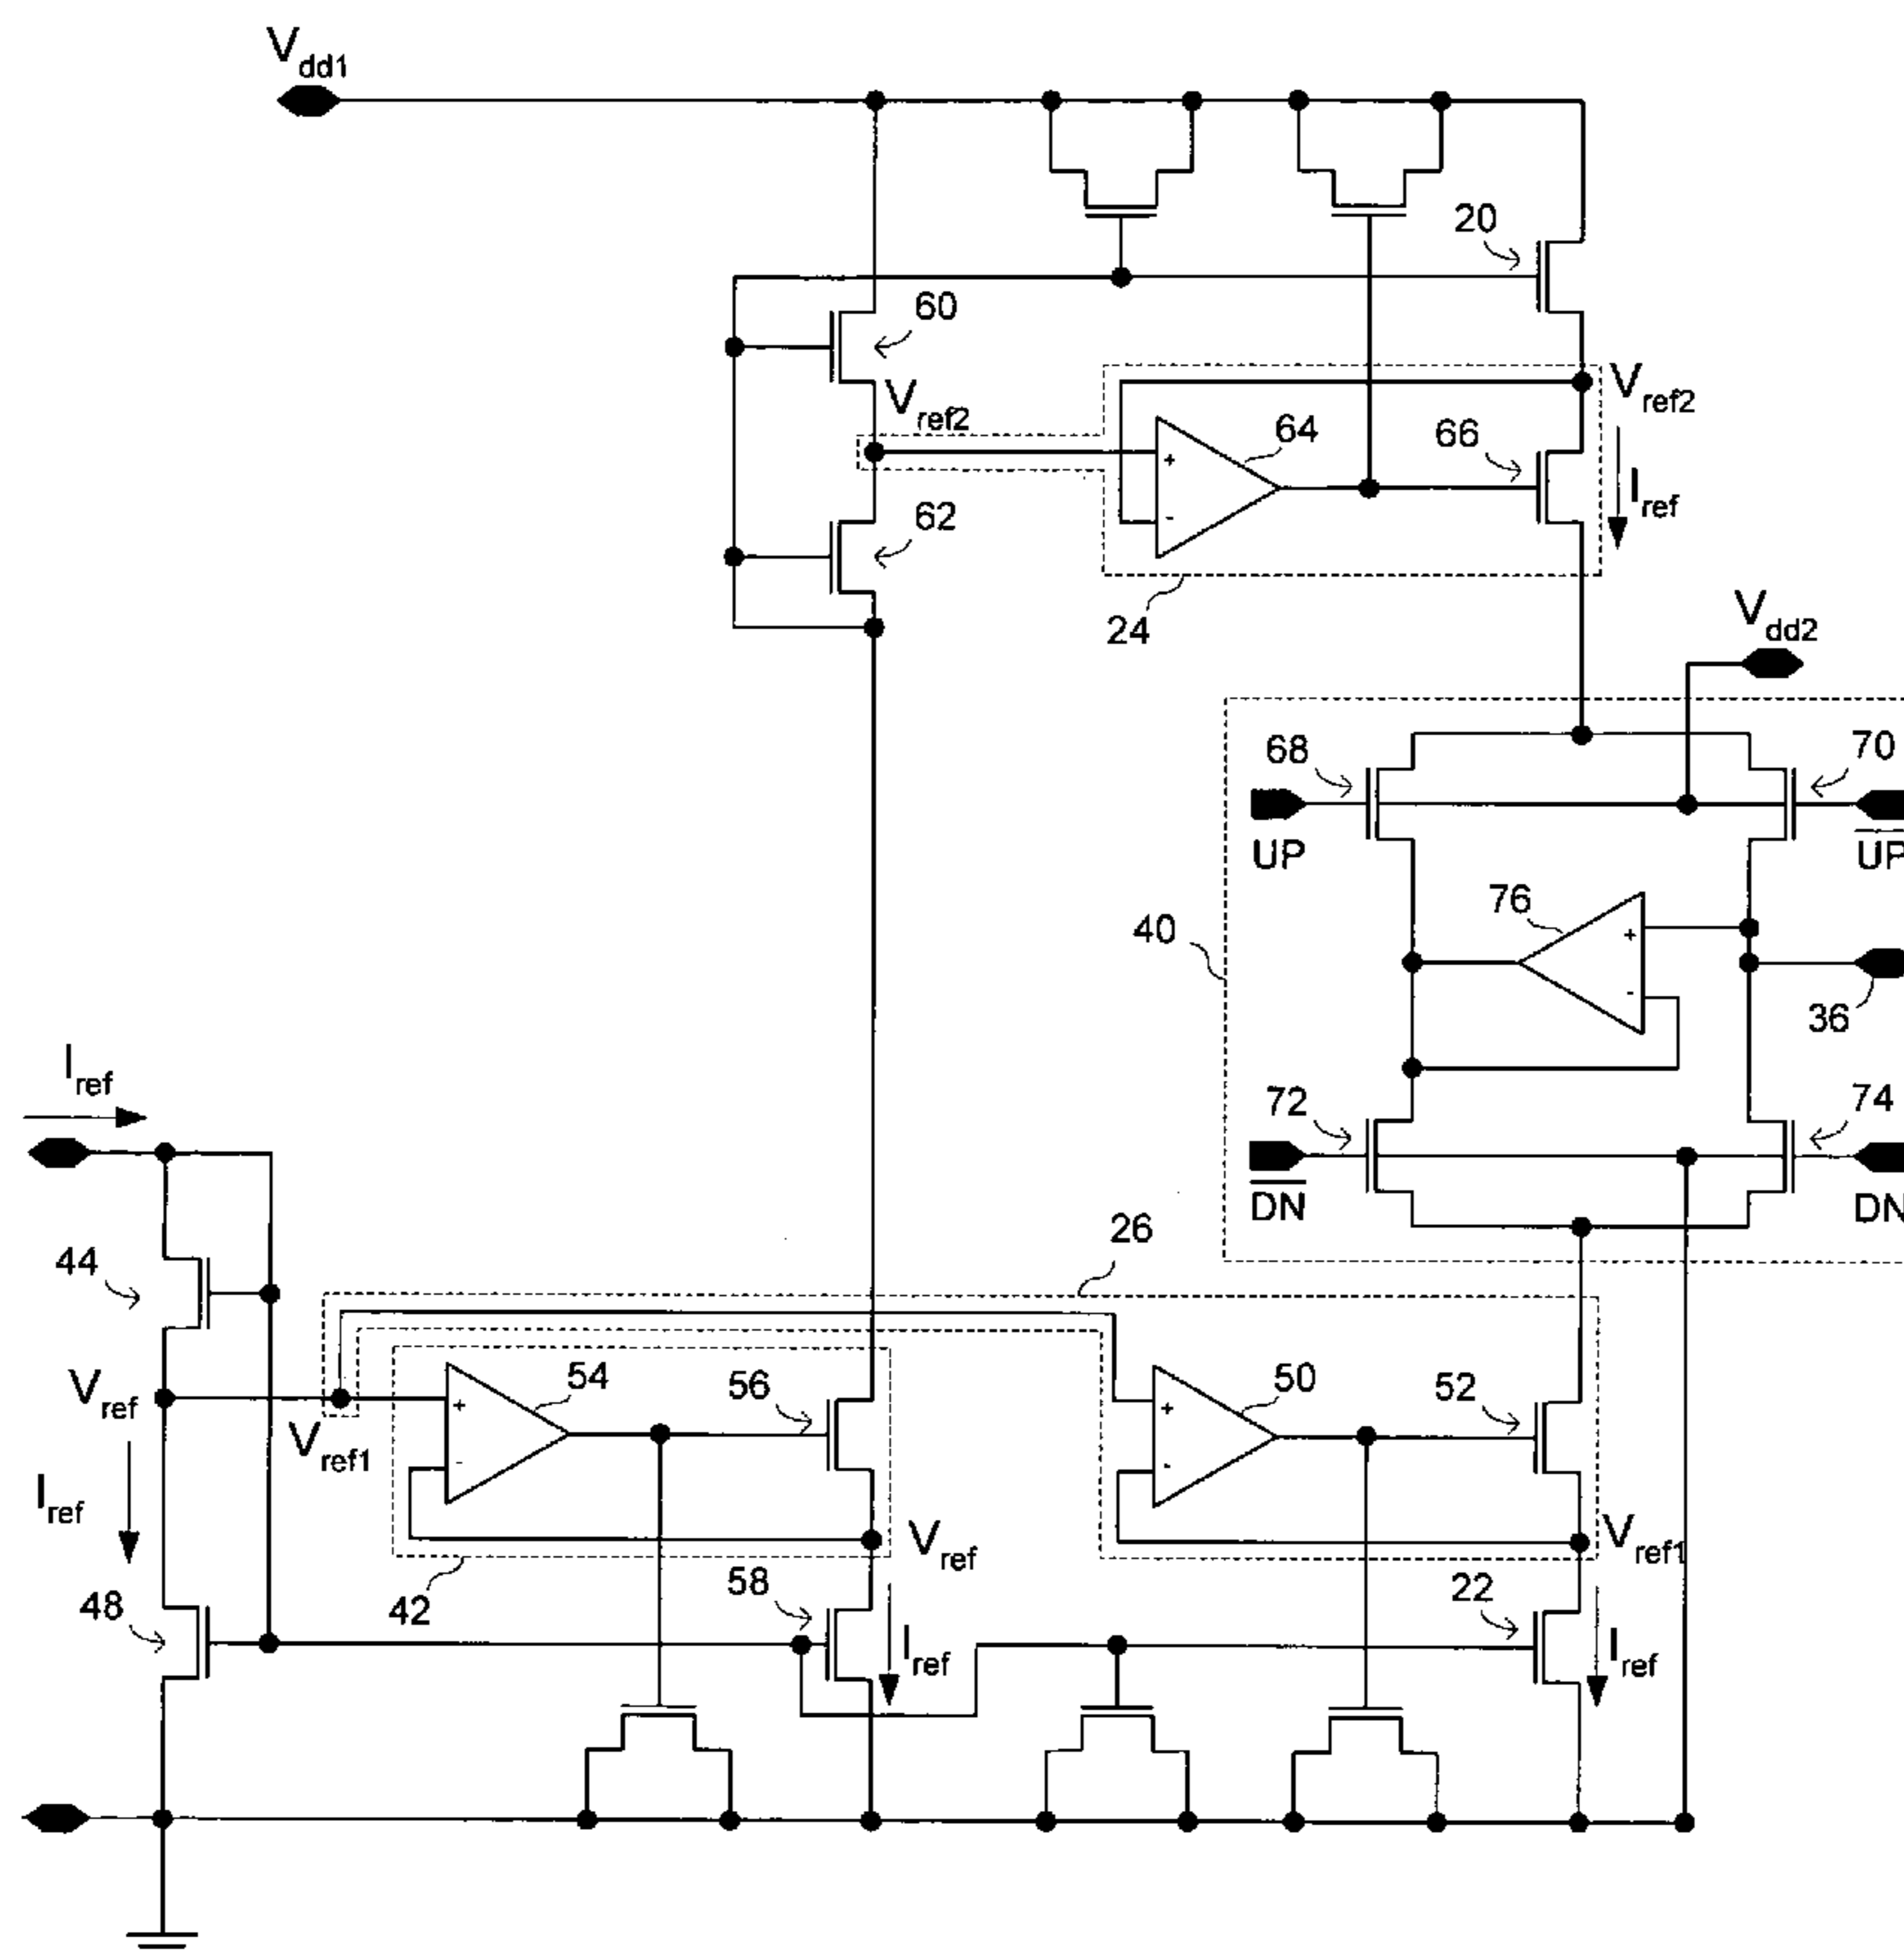 Vdd1
20
60
Vref2
Vref2
64
66
Iref
62
24
Vdd2
68
70
UP
UP
76
40
36
Iref
72
74
DN
DN
26
44
Vref
54
56
50
52
Vref1
Iref
Vref
Vref1
48
42
58
22
Iref
Iref
+
-
+
-
+
-
+
-